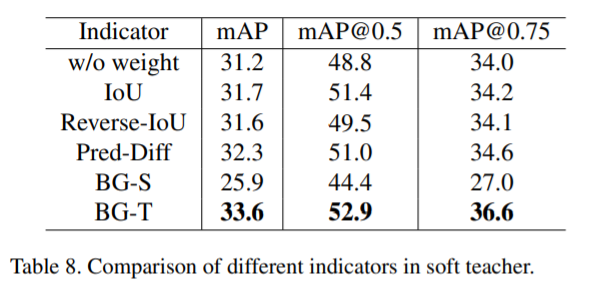 Indicator mAP mAP@0.5 mAP@0.75
w/o weight 31.2 48.8 34.0
IoU 31.7 51.4 34.2
Reverse-IoU 31.6 49.5 34.1
Pred-Diff 32.3 51.0 34.6
BG-S 25.9 44.4 27.0
BG-T 33.6 52.9 36.6
Table 8. Comparison of different indicators in soft teacher.